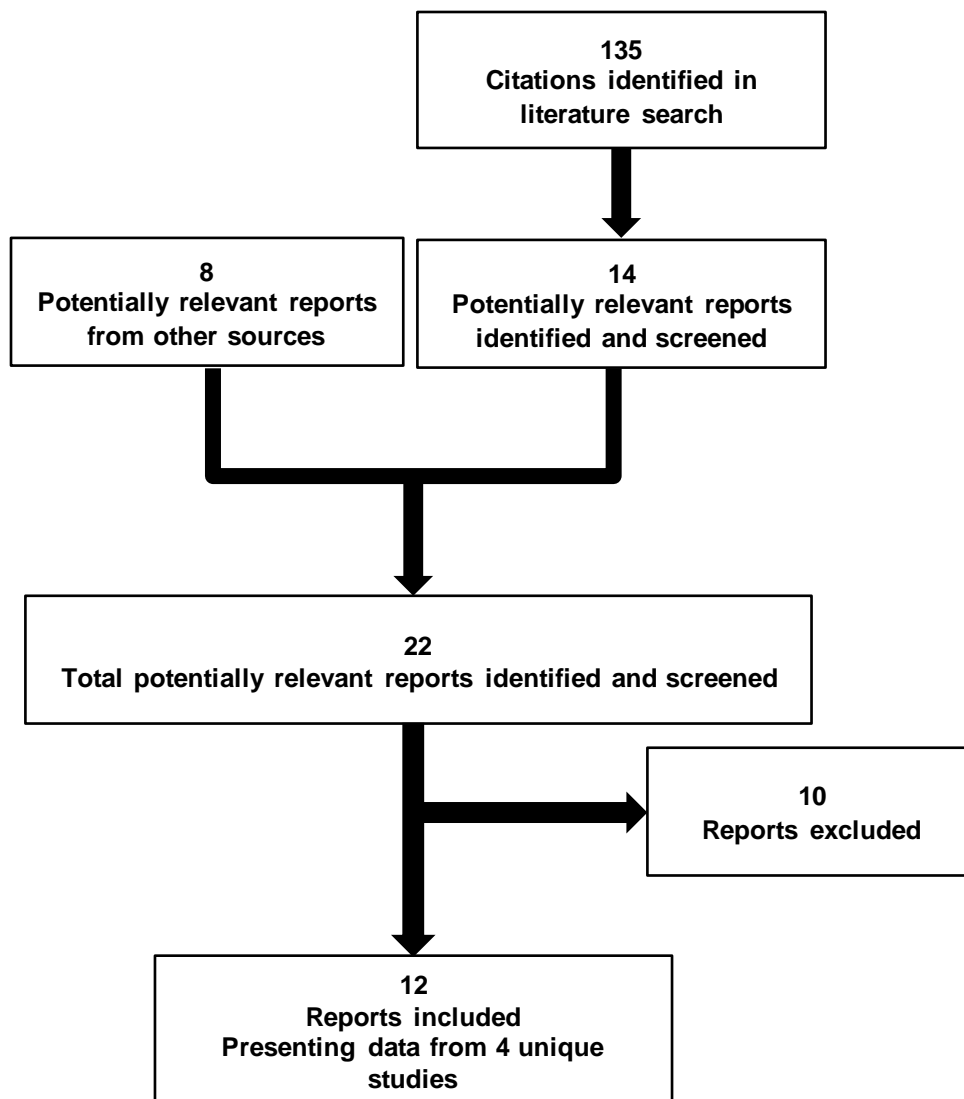 135
Citations identified in
literature search
8
Potentially relevant reports
from other sources
14
Potentially relevant reports
identified and screened
22
Total potentially relevant reports identified and screened
10
Reports excluded
12
Reports included
Presenting data from 4 unique
studies